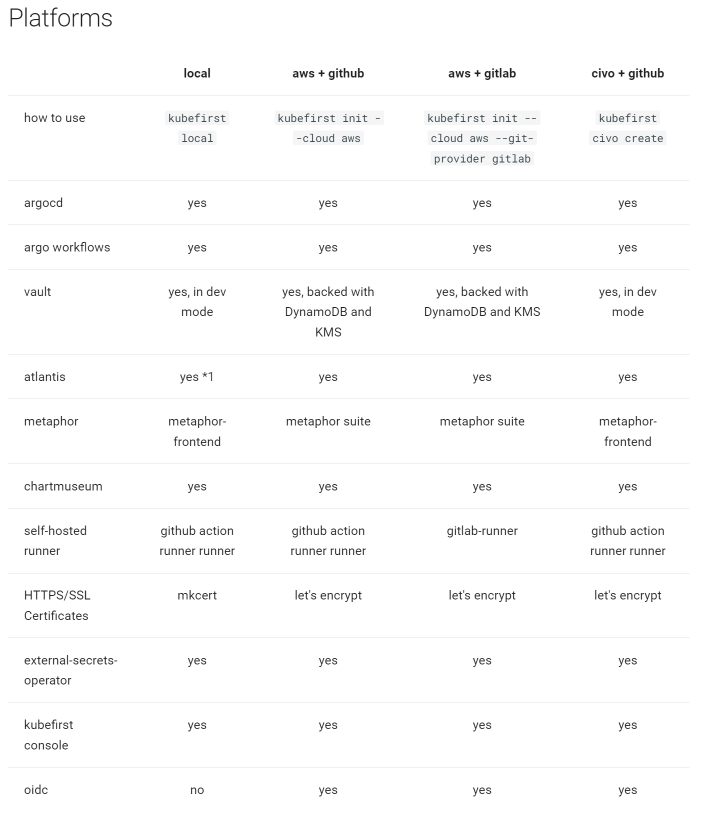 Platforms
local aws + github aws + gitlab civo + github
how to use kubefirst kubefirst init - kubefirst init -- kubefirst
local -cloud aws cloud aws --git- civo create
provider gitlab
argocd yes yes yes yes
argo workflows yes yes yes yes
vault yes, in dev yes, backed with yes, backed with yes, in dev
mode DynamoDB and DynamoDB and KMS mode
KMS
atlantis yes *1 yes yes yes
metaphor metaphor- metaphor suite metaphor suite metaphor-
frontend frontend
chartmuseum yes yes yes yes
self-hosted github action github action gitlab-runner github action
runner runner runner runner runner runner runner
HTTPS/SSL mkcert let's encrypt let's encrypt let's encrypt
Certificates
external-secrets- yes yes yes yes
operator
kubefirst yes yes yes yes
console
oidc no yes yes yes